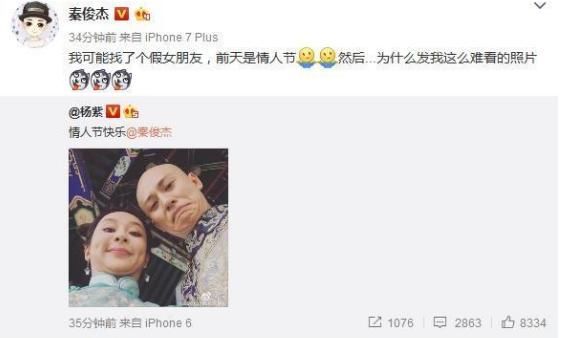 秦俊杰
34分钟前 来自 iPhone 7 Plus
我可能找了个假女朋友，前天是情人节然后...为什么发我这么难看的照片
@杨紫
情人节快乐@秦俊杰
35分钟前 来自 iPhone 6
1076 2863 8334